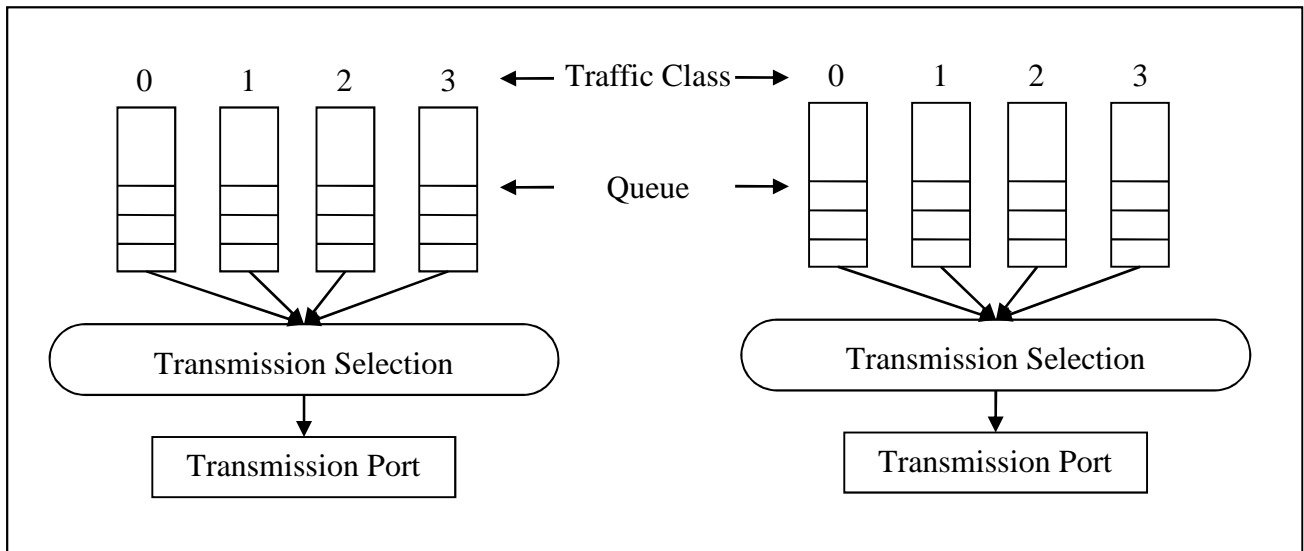 0 1 2 3 Traffic Class 0 1 2 3
Queue
Transmission Selection Transmission Selection
Transmission Port Transmission Port